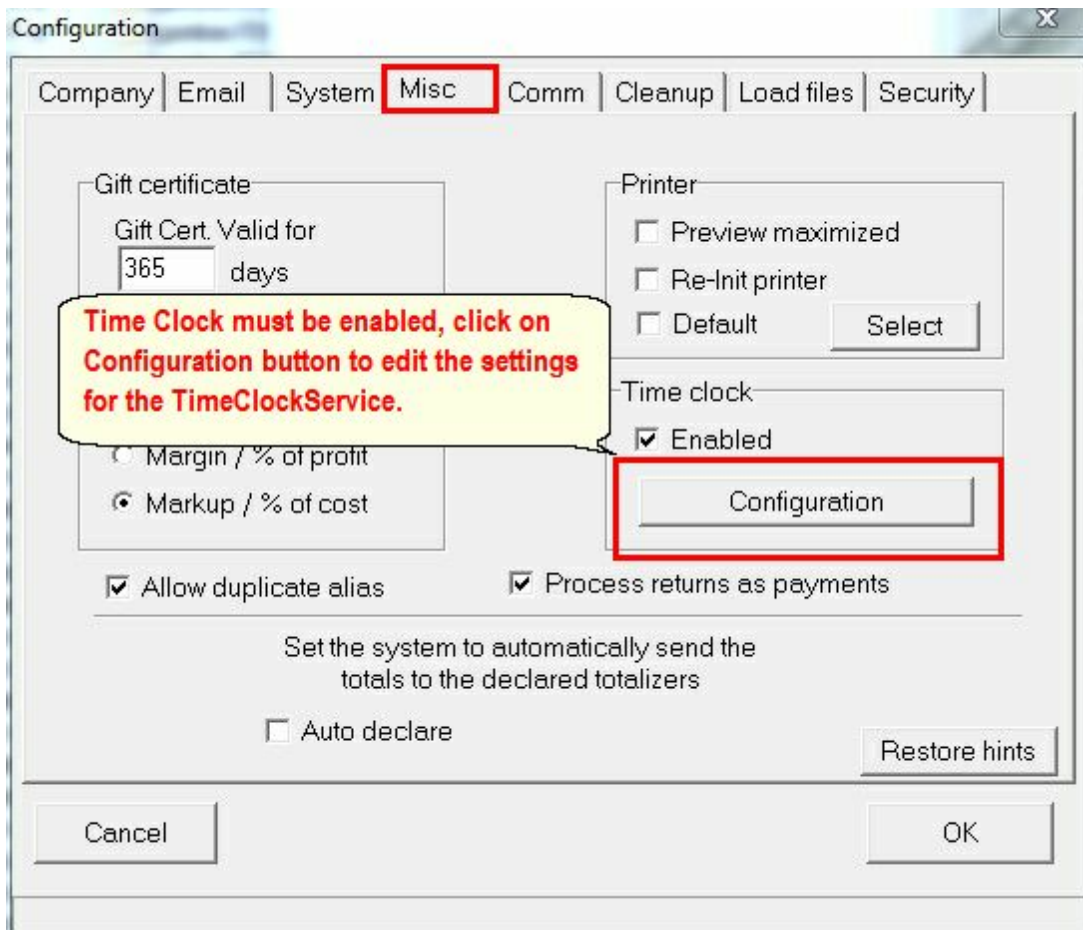 Configuration
Company Email System Misc Comm Cleanup Load files Security
Gift certificate
Gift Cert. Valid for
365 days
Printer
Preview maximized
Re-Init printer
Default Select
Time Clock must be enabled, click on
Configuration button to edit the settings
for the TimeClockService.
Time clock
Enabled
Configuration
Margin / % of profit
Markup / % of cost
Allow duplicate alias Process returns as payments
Set the system to automatically send the
totals to the declared totalizers
Auto declare
Restore hints
Cancel OK